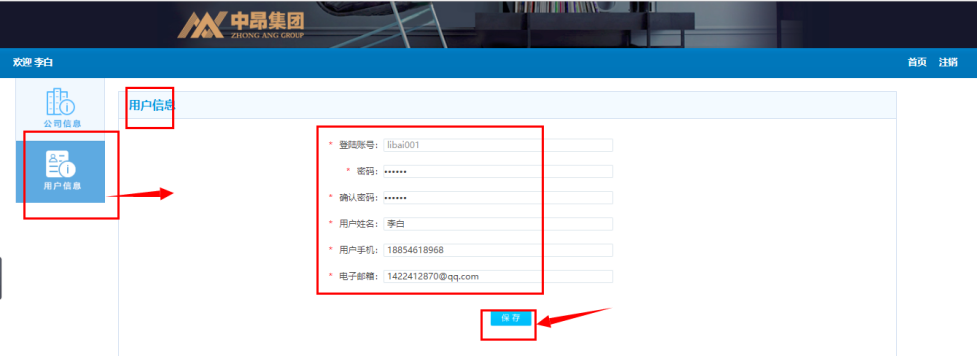 中昂集团
ZHONG ANG GROUP
欢迎 李白
首页 注销
公司信息
用户信息
用户信息
* 登陆账号： libai001
* 密码： ••••••
* 确认密码： ••••••
* 用户姓名： 李白
* 用户手机： 18854618968
* 电子邮箱： 1422412870@qq.com
保 存